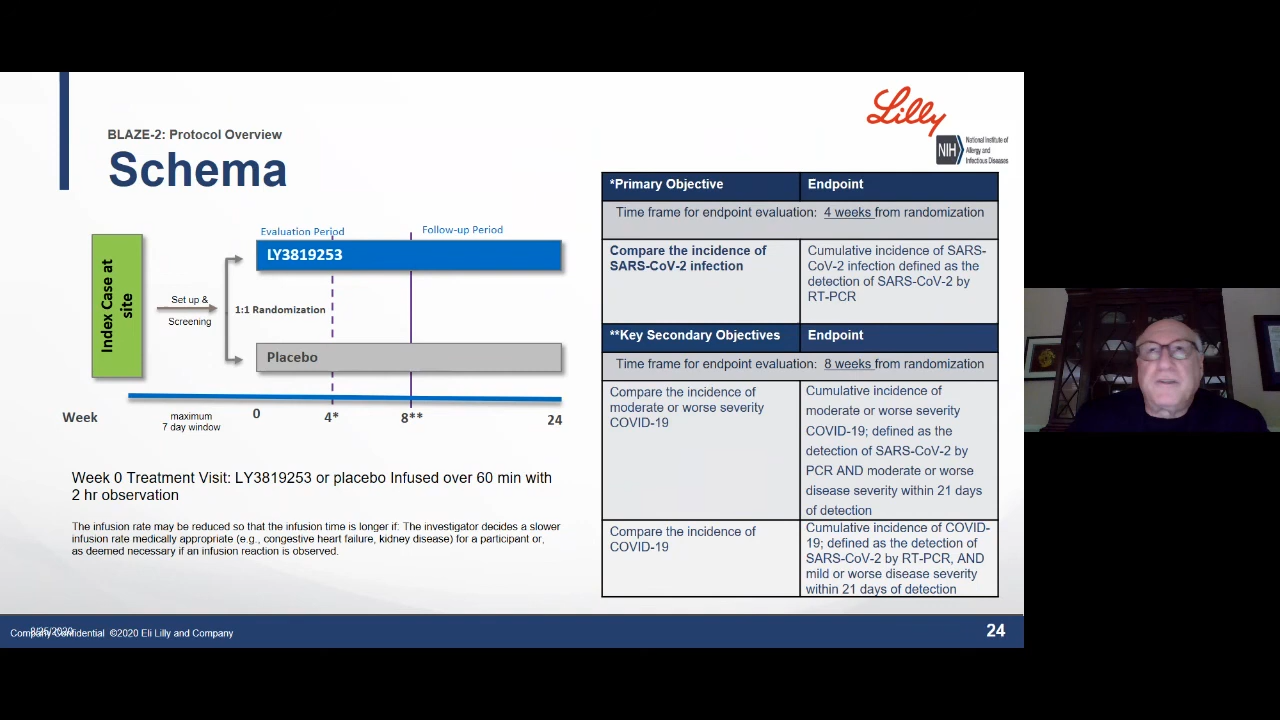 Lilly
NIH
National Institute of
Allergy and
Infectious Diseases
BLAZE-2: Protocol Overview
Schema
Evaluation Period
Follow-up Period
LY3819253
Index Case at
site
Set up &
Screening
1:1 Randomization
Placebo
Week
maximum
7 day window
0
4*
8**
24
Week 0 Treatment Visit: LY3819253 or placebo Infused over 60 min with
2 hr observation
The infusion rate may be reduced so that the infusion time is longer if: The investigator decides a slower
infusion rate medically appropriate (e.g., congestive heart failure, kidney disease) for a participant or,
as deemed necessary if an infusion reaction is observed.
*Primary Objective
Endpoint
Time frame for endpoint evaluation: 4 weeks from randomization
Compare the incidence of
SARS-CoV-2 infection
Cumulative incidence of SARS-
CoV-2 infection defined as the
detection of SARS-CoV-2 by
RT-PCR
**Key Secondary Objectives
Endpoint
Time frame for endpoint evaluation: 8 weeks from randomization
Compare the incidence of
moderate or worse severity
COVID-19
Cumulative incidence of
moderate or worse severity
COVID-19; defined as the
detection of SARS-CoV-2 by
PCR AND moderate or worse
disease severity within 21 days
of detection
Compare the incidence of
COVID-19
Cumulative incidence of COVID-
19; defined as the detection of
SARS-CoV-2 by RT-PCR, AND
mild or worse disease severity
within 21 days of detection
Company Confidential ©2020 Eli Lilly and Company
24